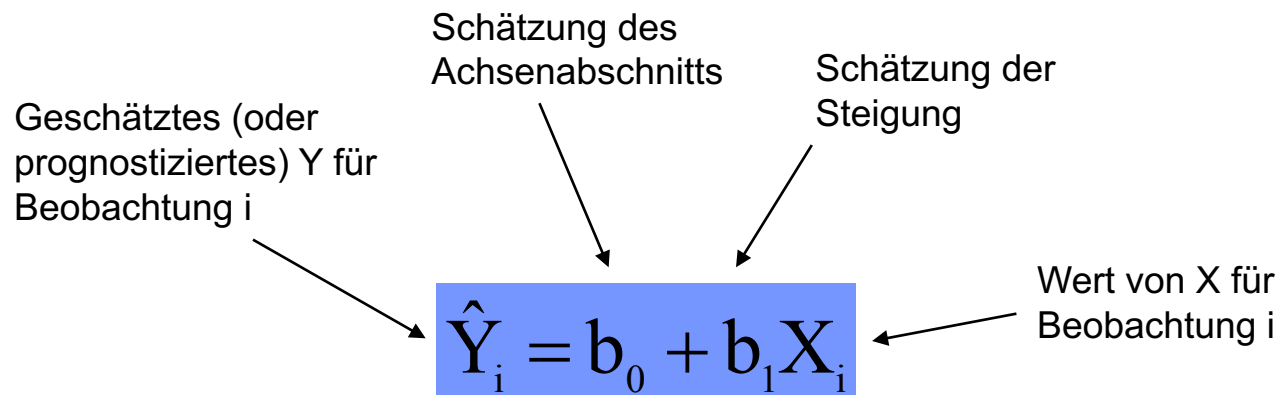 Schätzung des
Achsenabschnitts
Schätzung der
Steigung
Geschätztes (oder
prognostiziertes) Y für
Beobachtung i
Wert von X für
Beobachtung i
Ŷᵢ = b₀ + b₁Xᵢ